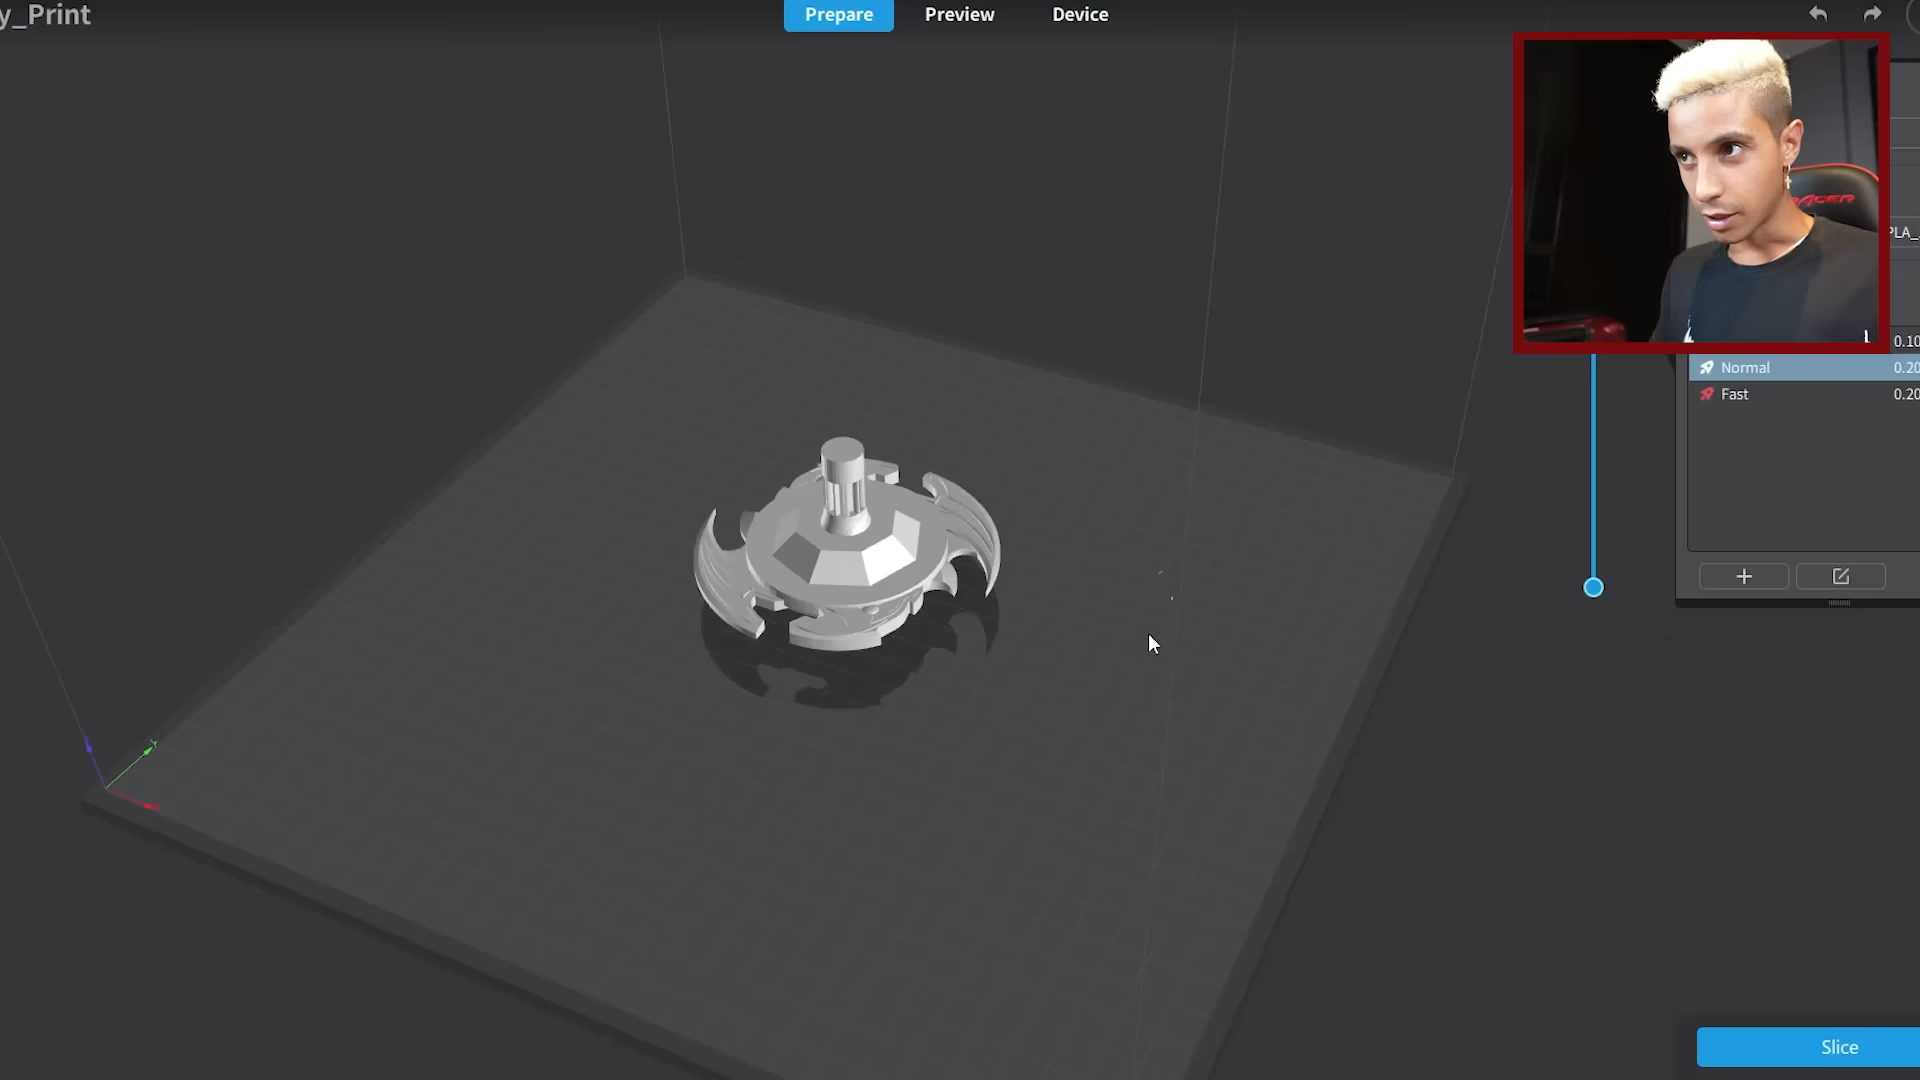 y_Print
Prepare
Preview
Device
PLA_
0.10
Normal
0.20
Fast
0.20
Slice